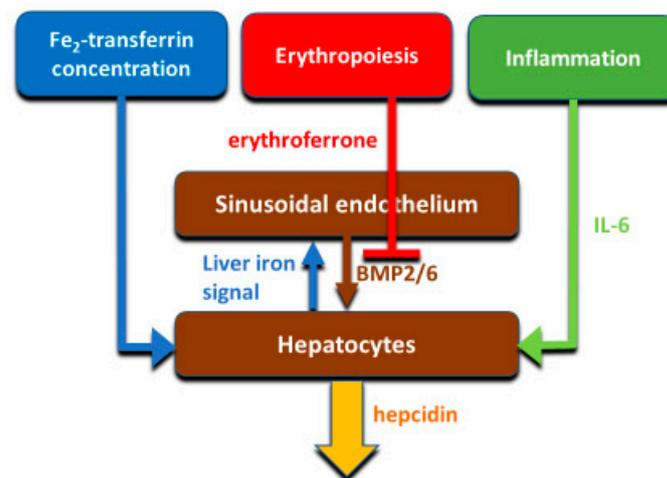 Fe₂-transferrin
concentration
Erythropoiesis
Inflammation
erythroferrone
Sinusoidal endothelium
IL-6
Liver iron
signal
BMP2/6
Hepatocytes
hepcidin